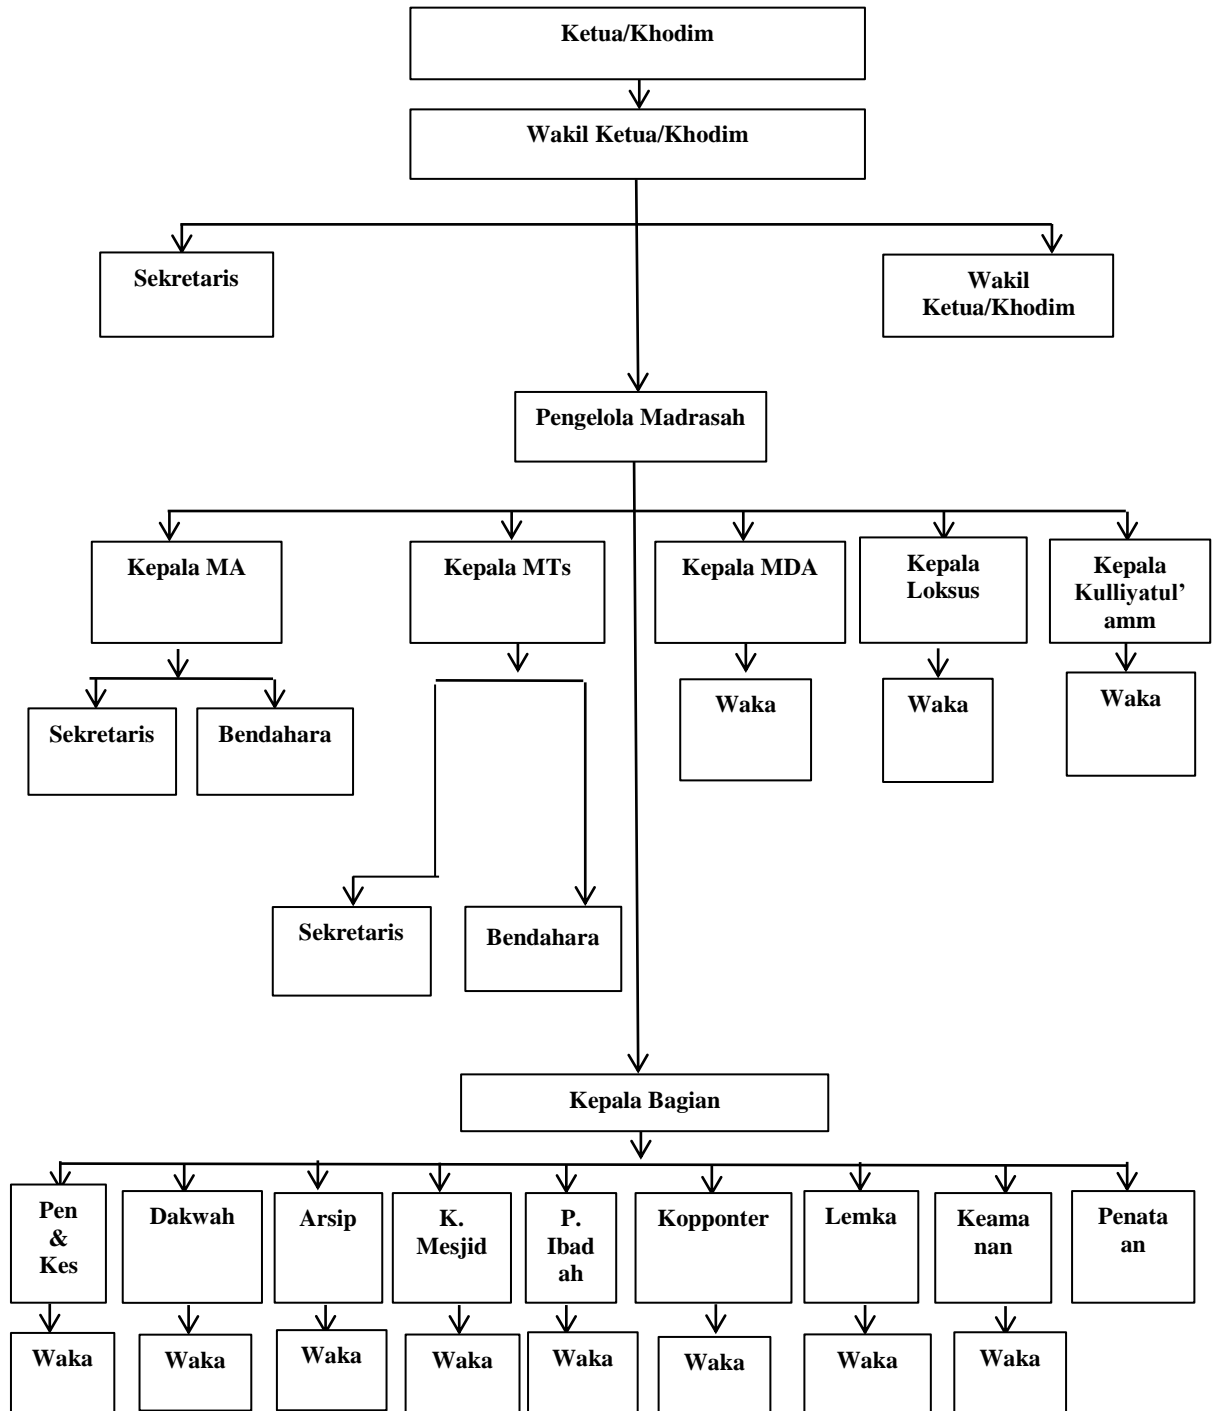 Ketua/Khodim
Wakil Ketua/Khodim
Sekretaris
Wakil
Ketua/Khodim
Pengelola Madrasah
Kepala MA
Kepala MTs
Kepala MDA
Kepala
Loksus
Kepala
Kulliyatul’
amm
Sekretaris
Bendahara
Waka
Waka
Waka
Sekretaris
Bendahara
Kepala Bagian
Pen
&
Kes
Dakwah
Arsip
K.
Mesjid
P.
Ibad
ah
Kopponter
Lemka
Keama
nan
Penata
an
Waka
Waka
Waka
Waka
Waka
Waka
Waka
Waka